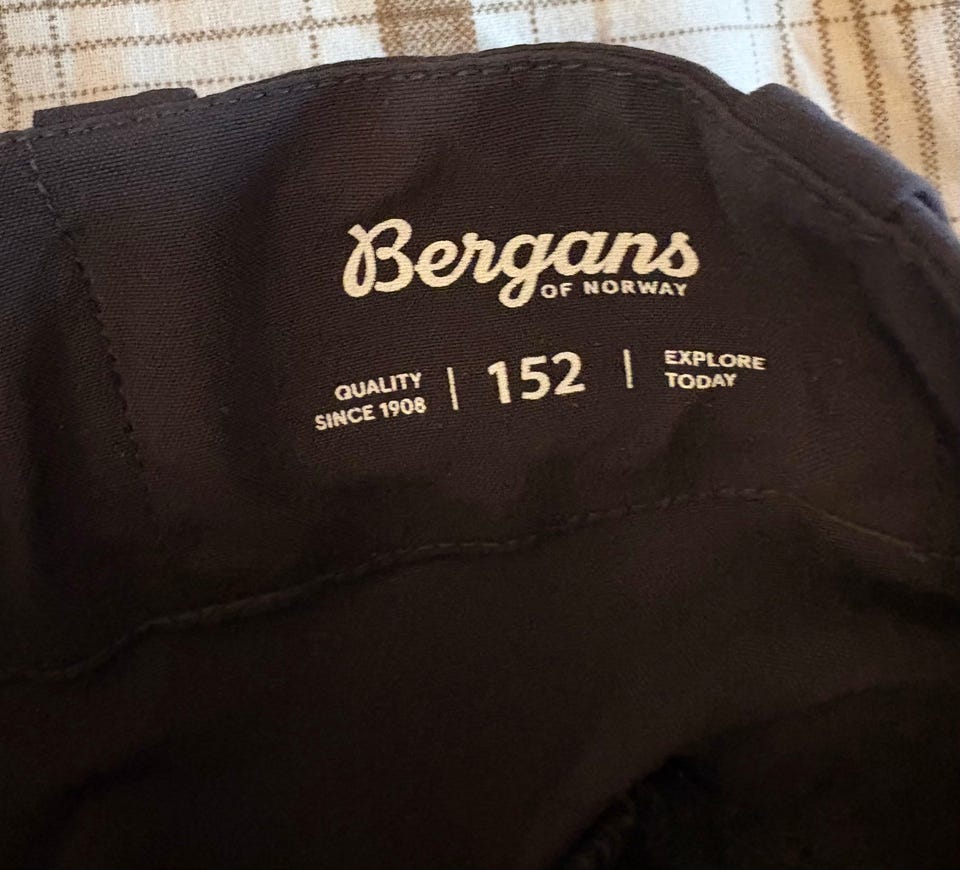 Bergans
OF NORWAY
QUALITY
SINCE 1908
152
EXPLORE
TODAY